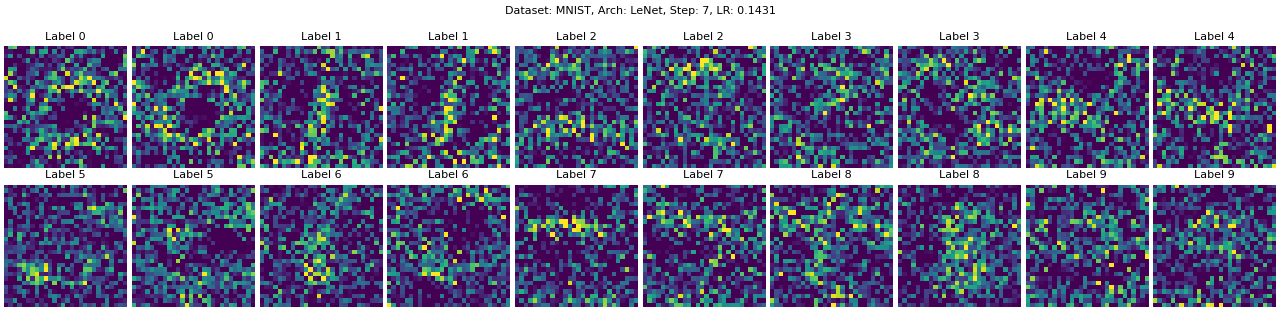 Dataset: MNIST, Arch: LeNet, Step: 7, LR: 0.1431
Label 0 Label 0 Label 1 Label 1 Label 2 Label 2 Label 3 Label 3 Label 4 Label 4
Label 5 Label 5 Label 6 Label 6 Label 7 Label 7 Label 8 Label 8 Label 9 Label 9